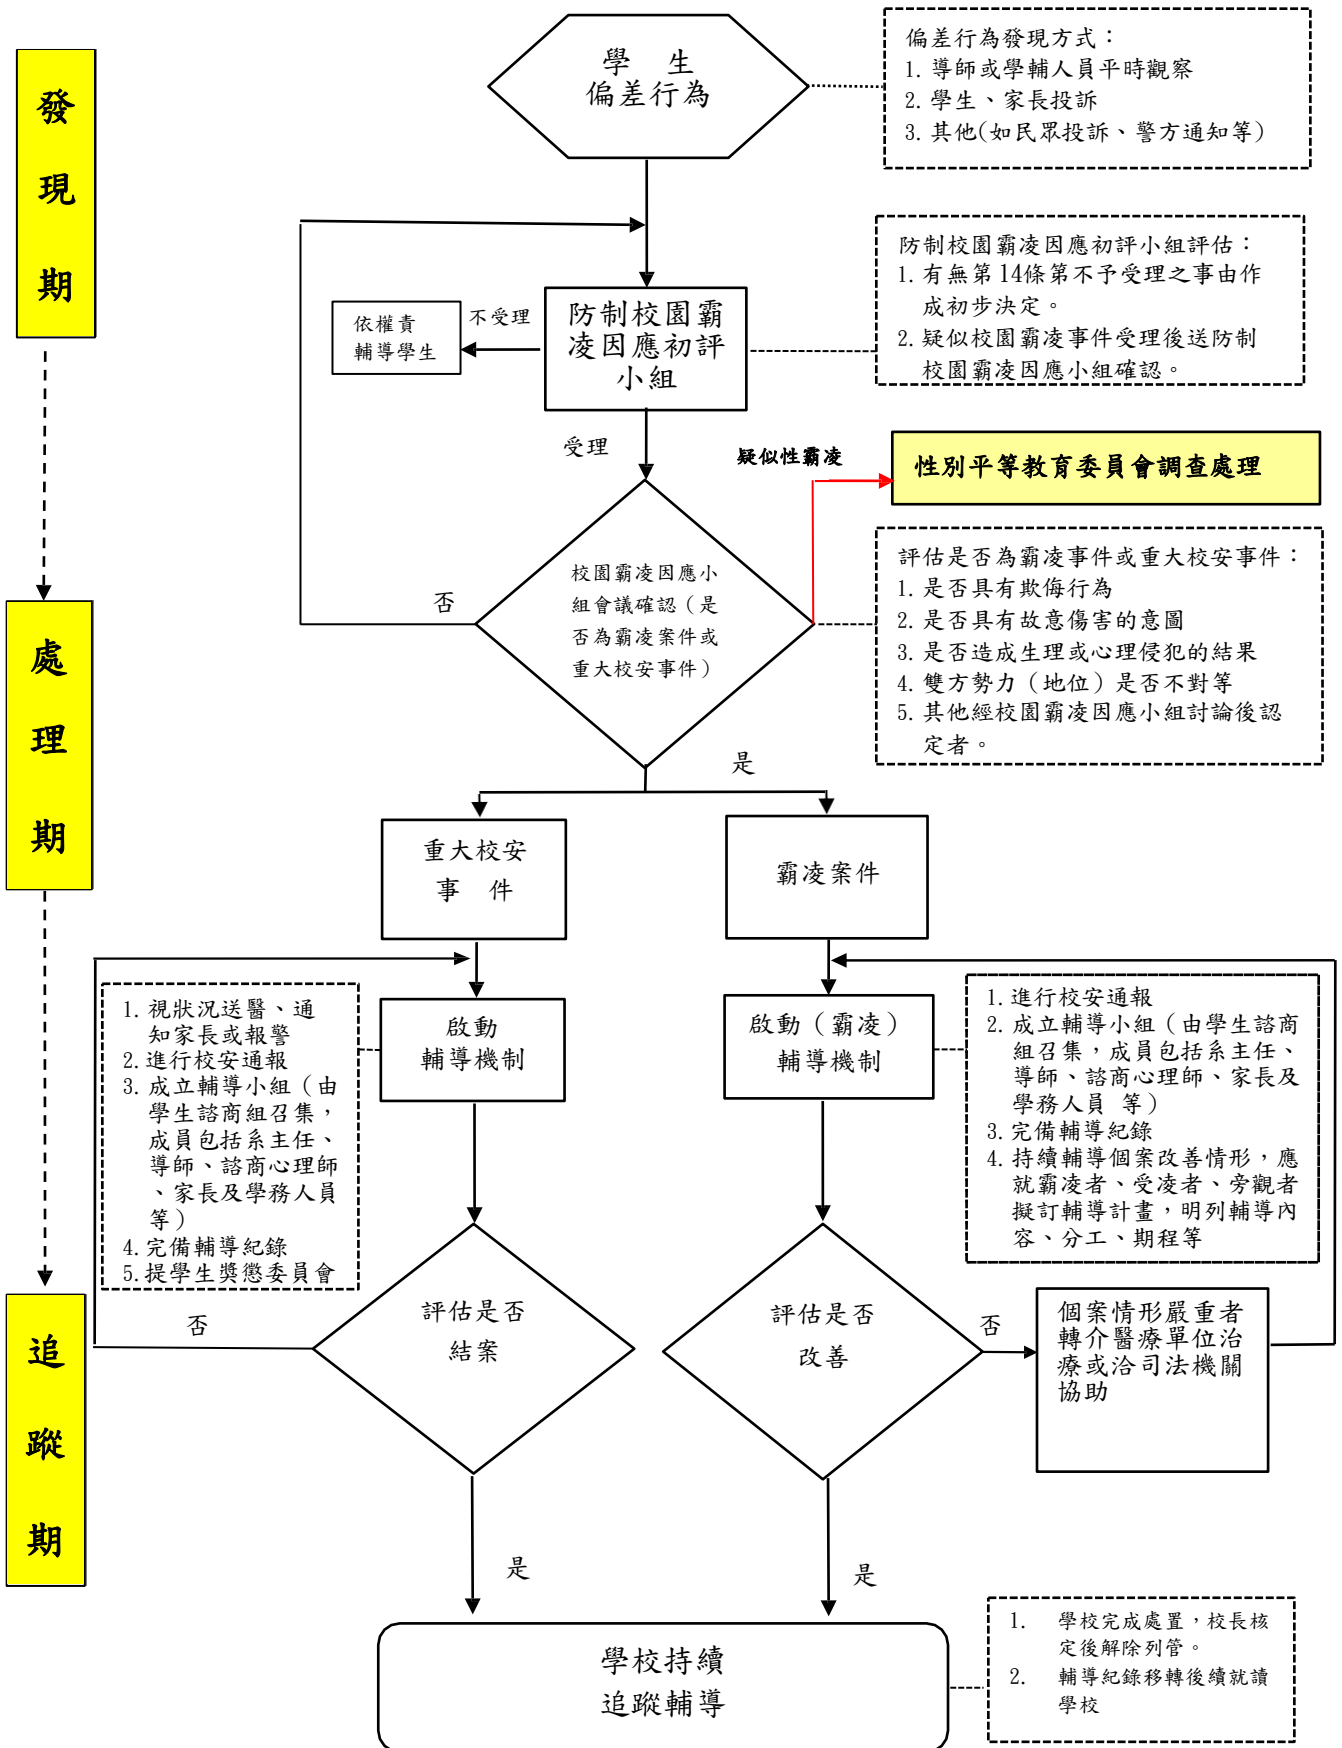 發
現
期
學 生
偏差行為
偏差行為發現方式：
1. 導師或學輔人員平時觀察
2. 學生、家長投訴
3. 其他(如民眾投訴、警方通知等)
防制校園霸凌因應初評小組評估：
1. 有無第14條第不予受理之事由作
成初步決定。
2. 疑似校園霸凌事件受理後送防制
校園霸凌因應小組確認。
防制校園霸
凌因應初評
小組
不受理
依權責
輔導學生
受理
疑似性霸凌
性別平等教育委員會調查處理
處
理
期
校園霸凌因應小
組會議確認（是
否為霸凌案件或
重大校安事件）
否
評估是否為霸凌事件或重大校安事件：
1. 是否具有欺侮行為
2. 是否具有故意傷害的意圖
3. 是否造成生理或心理侵犯的結果
4. 雙方勢力（地位）是否不對等
5. 其他經校園霸凌因應小組討論後認
定者。
是
重大校安
事 件
霸凌案件
1. 視狀況送醫、通
知家長或報警
2. 進行校安通報
3. 成立輔導小組（由
學生諮商組召集，
成員包括系主任、
導師、諮商心理師
、家長及學務人員
等）
4. 完備輔導紀錄
5. 提學生獎懲委員會
啟動
輔導機制
啟動（霸凌）
輔導機制
1. 進行校安通報
2. 成立輔導小組（由學生諮商
組召集，成員包括系主任、
導師、諮商心理師、家長及
學務人員 等）
3. 完備輔導紀錄
4. 持續輔導個案改善情形，應
就霸凌者、受凌者、旁觀者
擬訂輔導計畫，明列輔導內
容、分工、期程等
追
蹤
期
否
評估是否
結案
評估是否
改善
否
個案情形嚴重者
轉介醫療單位治
療或洽司法機關
協助
是
是
學校持續
追蹤輔導
1. 學校完成處置，校長核
定後解除列管。
2. 輔導紀錄移轉後續就讀
學校